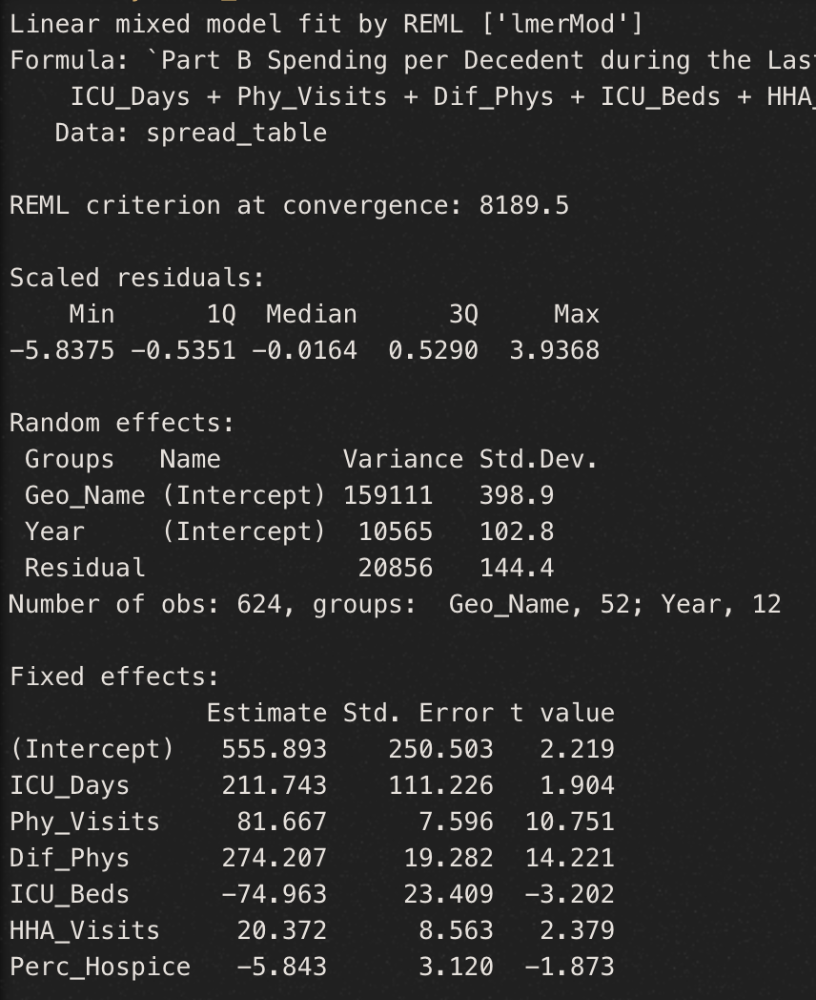 Linear mixed model fit by REML ['lmerMod']
Formula: `Part B Spending per Decedent during the Last
    ICU_Days + Phy_Visits + Dif_Phys + ICU_Beds + HHA_
   Data: spread_table
REML criterion at convergence: 8189.5
Scaled residuals:
    Min      1Q  Median      3Q     Max
−5.8375 −0.5351 −0.0164  0.5290  3.9368
Random effects:
 Groups   Name        Variance Std.Dev.
 Geo_Name (Intercept) 159111   398.9
 Year     (Intercept)  10565   102.8
 Residual              20856   144.4
Number of obs: 624, groups:  Geo_Name, 52; Year, 12
Fixed effects:
             Estimate Std. Error t value
(Intercept)   555.893    250.503   2.219
ICU_Days      211.743    111.226   1.904
Phy_Visits     81.667      7.596  10.751
Dif_Phys      274.207     19.282  14.221
ICU_Beds      −74.963     23.409  −3.202
HHA_Visits     20.372      8.563   2.379
Perc_Hospice   −5.843      3.120  −1.873